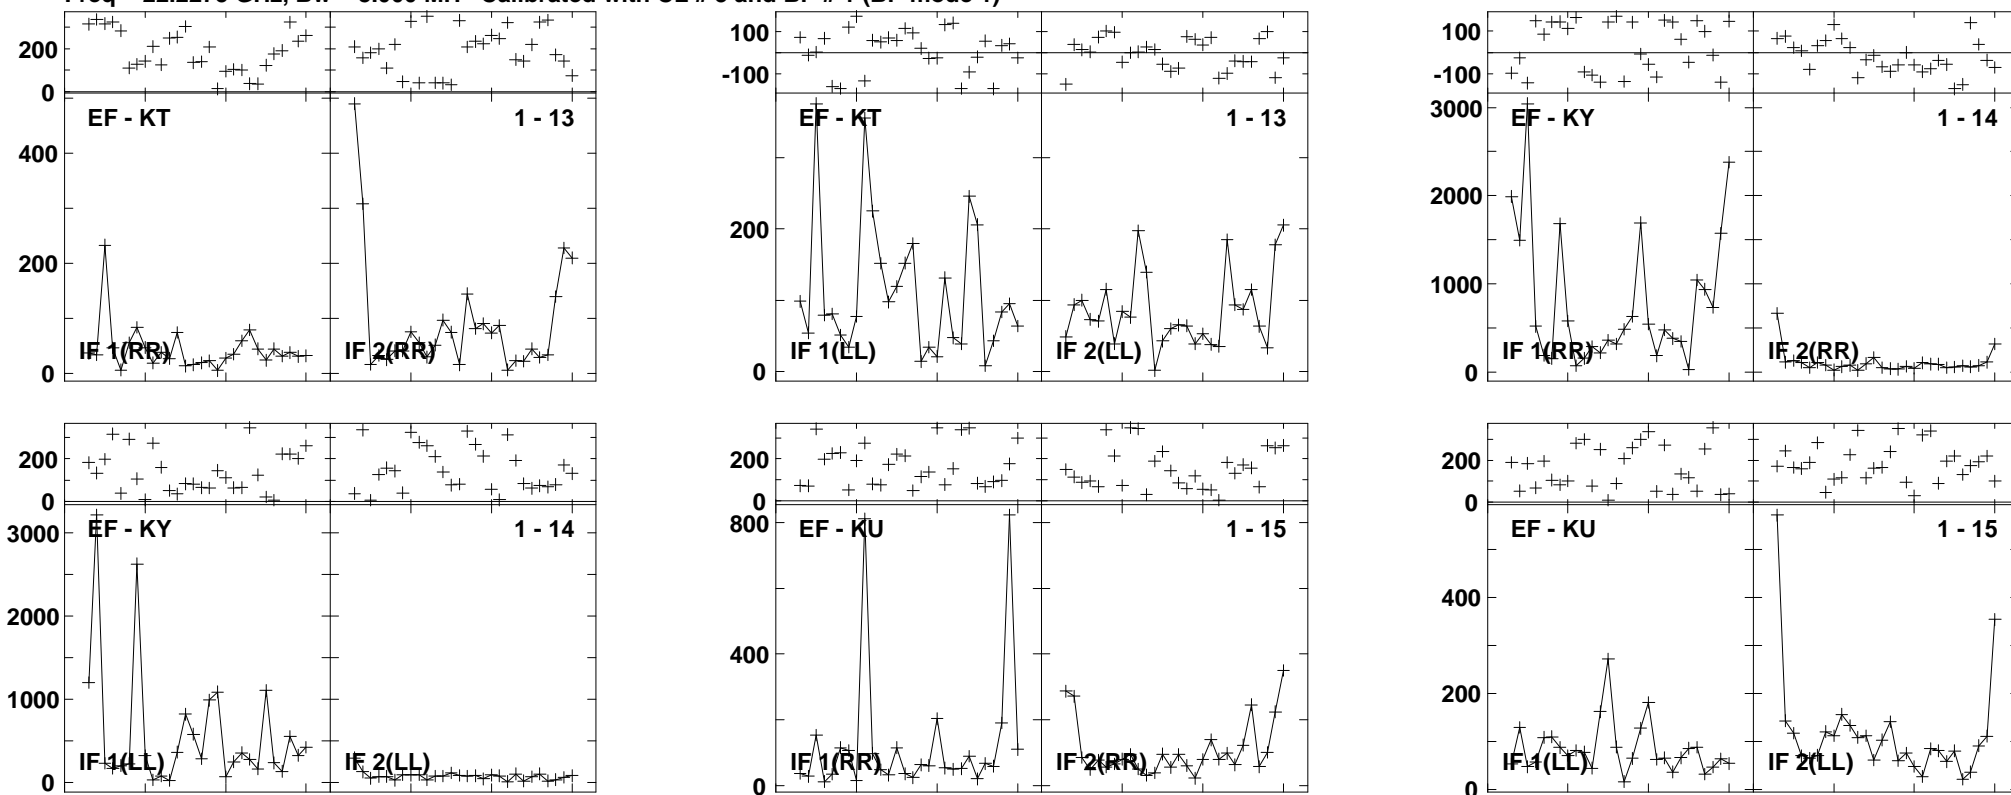 200
0
EF - KT
1 - 13
400
200
0
IF 1(RR)
IF 2(RR)
100
-100
EF - KT
1 - 13
200
0
IF 1(LL)
IF 2(LL)
100
-100
3000
EF - KY
1 - 14
2000
1000
0
IF 1(RR)
IF 2(RR)
200
0
EF - KY
1 - 14
3000
2000
1000
0
IF 1(LL)
IF 2(LL)
200
0
EF - KU
1 - 15
800
400
0
IF 1(RR)
IF 2(RR)
200
0
EF - KU
1 - 15
400
200
0
IF 1(LL)
IF 2(LL)